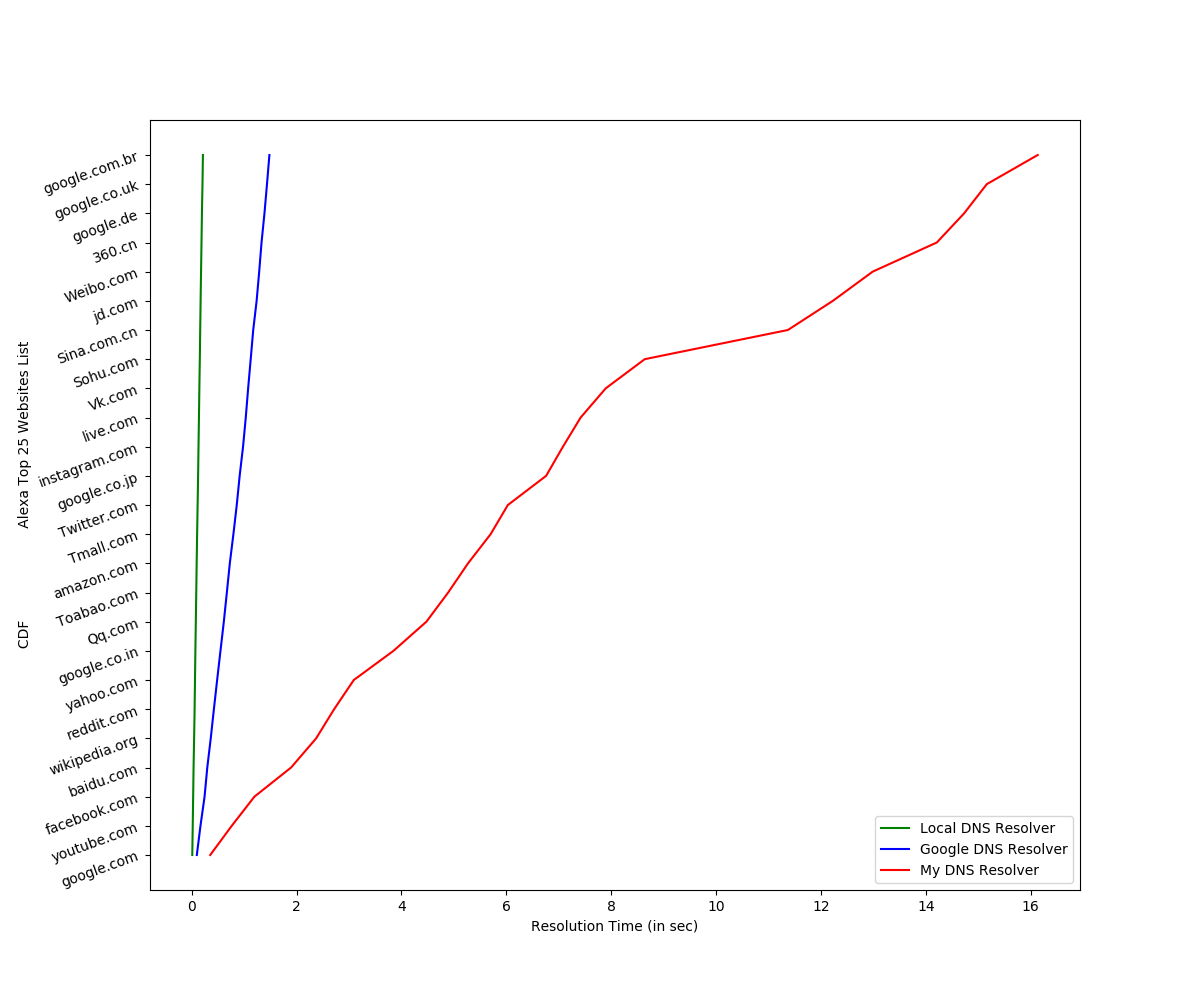 google.com.br
google.co.uk
google.de
360.cn
Weibo.com
jd.com
Sina.com.cn
Sohu.com
Vk.com
live.com
instagram.com
google.co.jp
Twitter.com
Tmall.com
amazon.com
Toabao.com
Qq.com
google.co.in
yahoo.com
reddit.com
wikipedia.org
baidu.com
facebook.com
youtube.com
google.com
CDF Alexa Top 25 Websites List
0 2 4 6 8 10 12 14 16
Resolution Time (in sec)
Local DNS Resolver
Google DNS Resolver
My DNS Resolver